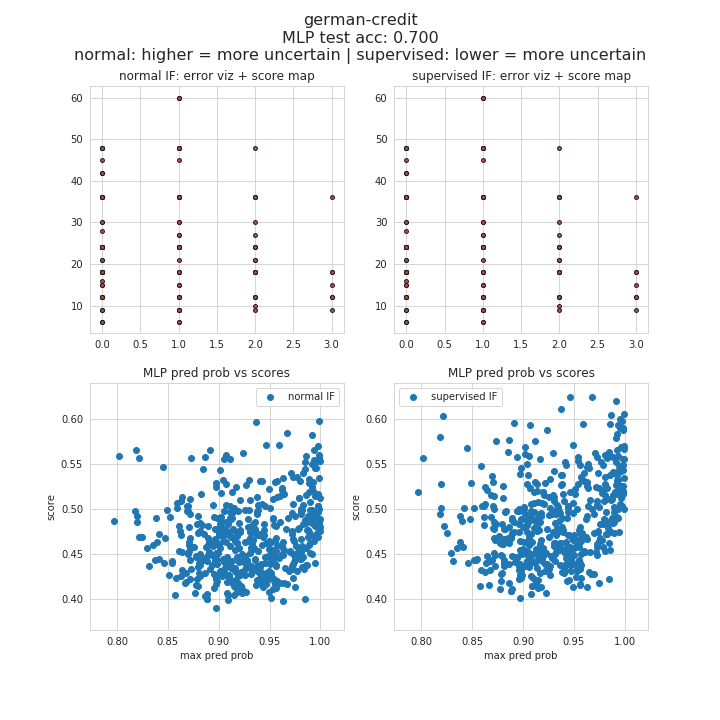 german-credit
MLP test acc: 0.700
normal: higher = more uncertain | supervised: lower = more uncertain
normal IF: error viz + score map
60
50
40
30
20
10
0.0 0.5 1.0 1.5 2.0 2.5 3.0
supervised IF: error viz + score map
60
50
40
30
20
10
0.0 0.5 1.0 1.5 2.0 2.5 3.0
MLP pred prob vs scores
normal IF
0.60
0.55
0.50
0.45
0.40
score
0.80 0.85 0.90 0.95 1.00
max pred prob
MLP pred prob vs scores
supervised IF
0.60
0.55
0.50
0.45
0.40
score
0.80 0.85 0.90 0.95 1.00
max pred prob